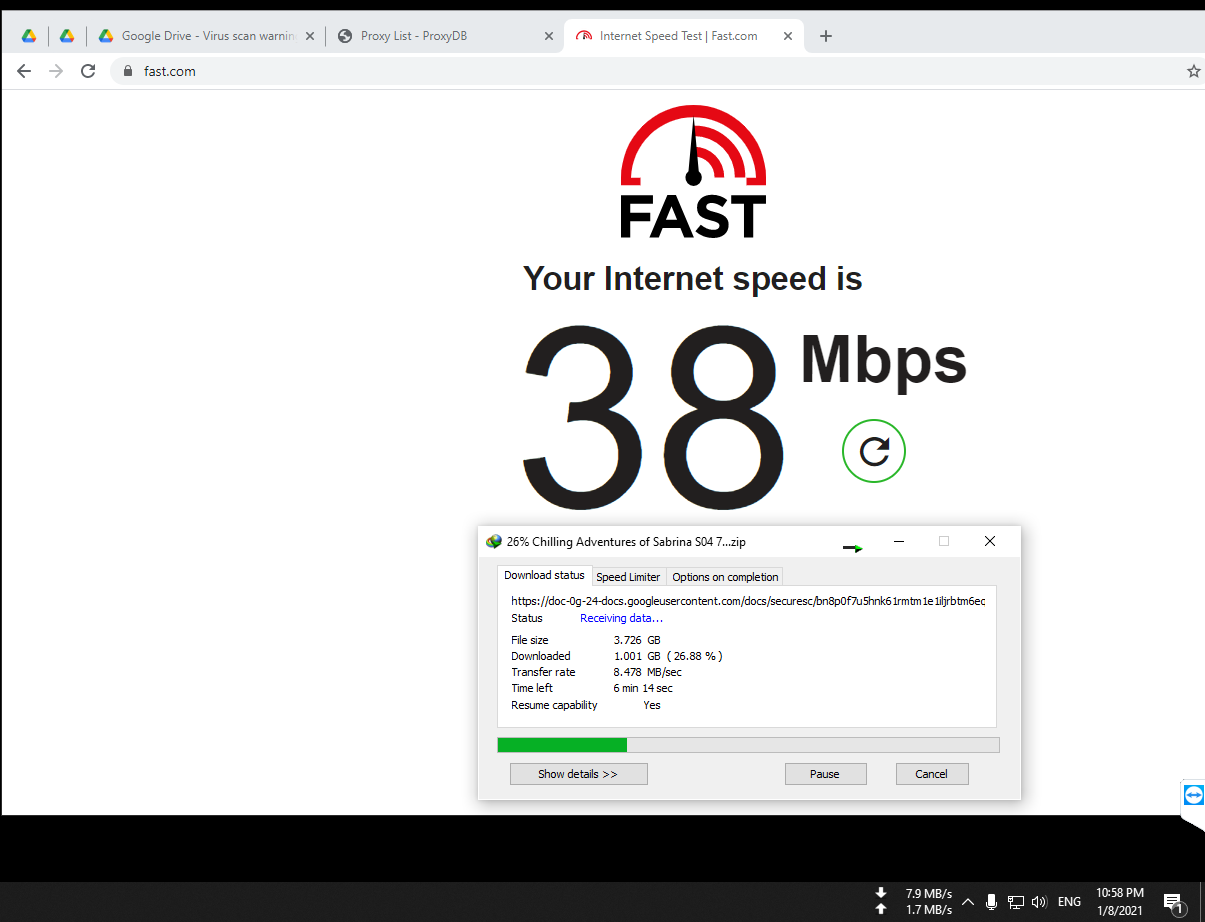 Google Drive - Virus scan warnin
Proxy List - ProxyDB
Internet Speed Test | Fast.com
fast.com
FAST
Your Internet speed is
38 Mbps
26% Chilling Adventures of Sabrina S04 7...zip
Download status
Speed Limiter
Options on completion
https://doc-0g-24-docs.googleusercontent.com/docs/securesc/bn8p0f7u5hnk61rmtm1e1iljrbtm6ec
Status Receiving data...
File size 3.726 GB
Downloaded 1.001 GB ( 26.88 % )
Transfer rate 8.478 MB/sec
Time left 6 min 14 sec
Resume capability Yes
Show details >>
Pause
Cancel
7.9 MB/s
1.7 MB/s
ENG
10:58 PM
1/8/2021
1